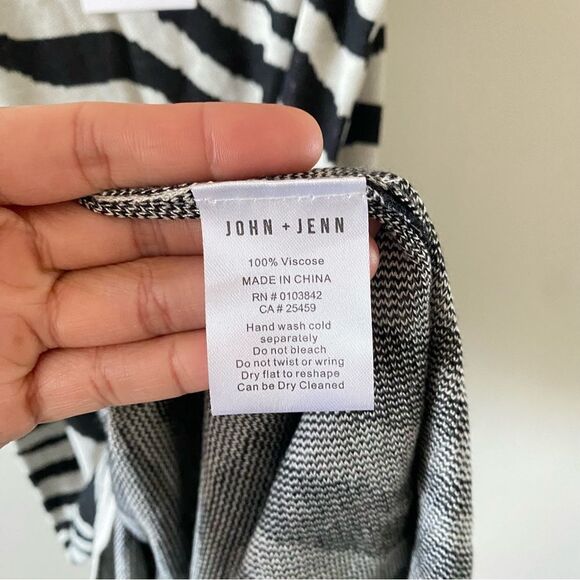 JOHN + JENN
100% Viscose
MADE IN CHINA
RN # 0103842
CA # 25459
Hand wash cold
separately
Do not bleach
Do not twist or wring
Dry flat to reshape
Can be Dry Cleaned